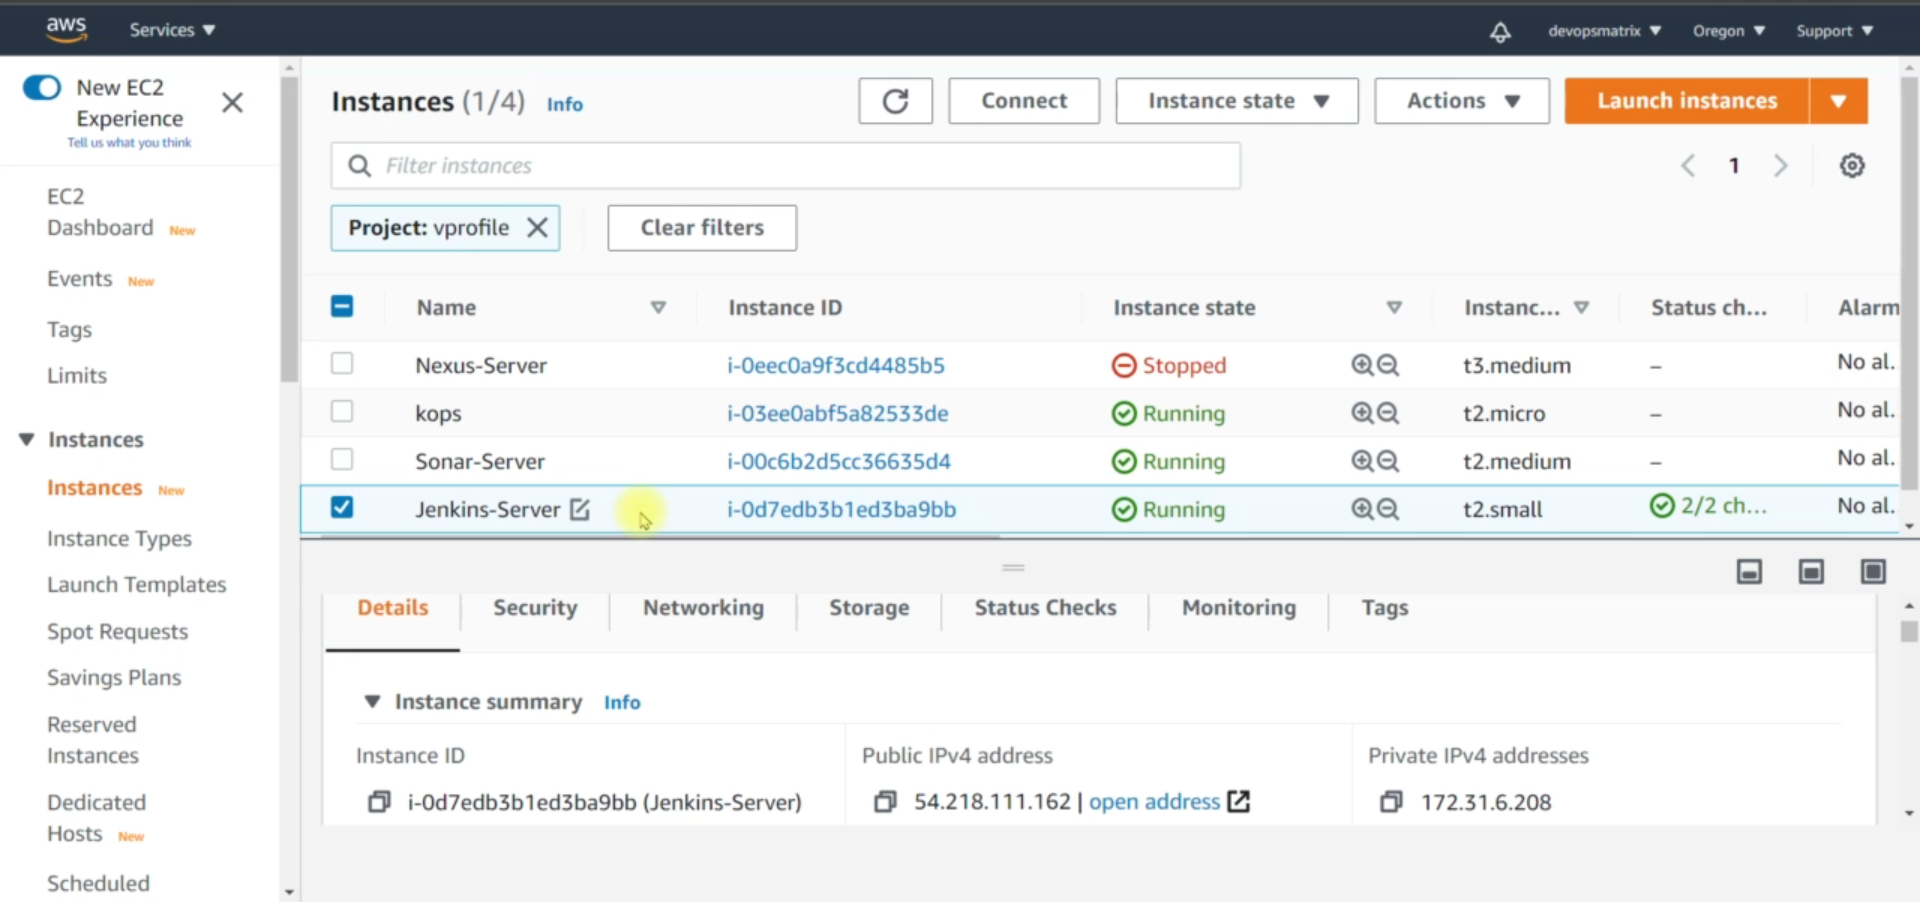 aws Services devopsmatrix Oregon Support
New EC2
Experience
Tell us what you think
EC2
Dashboard New
Events New
Tags
Limits
Instances
Instances New
Instance Types
Launch Templates
Spot Requests
Savings Plans
Reserved
Instances
Dedicated
Hosts New
Scheduled
Instances (1/4) Info Connect Instance state Actions Launch instances
Filter instances 1
Project: vprofile Clear filters
Name Instance ID Instance state Instanc... Status ch... Alarm
Nexus-Server i-0eec0a9f3cd4485b5 Stopped t3.medium – No al.
kops i-03ee0abf5a82533de Running t2.micro – No al.
Sonar-Server i-00c6b2d5cc36635d4 Running t2.medium – No al.
Jenkins-Server i-0d7edb3b1ed3ba9bb Running t2.small 2/2 ch... No al.
Details Security Networking Storage Status Checks Monitoring Tags
Instance summary Info
Instance ID Public IPv4 address Private IPv4 addresses
i-0d7edb3b1ed3ba9bb (Jenkins-Server) 54.218.111.162 | open address 172.31.6.208